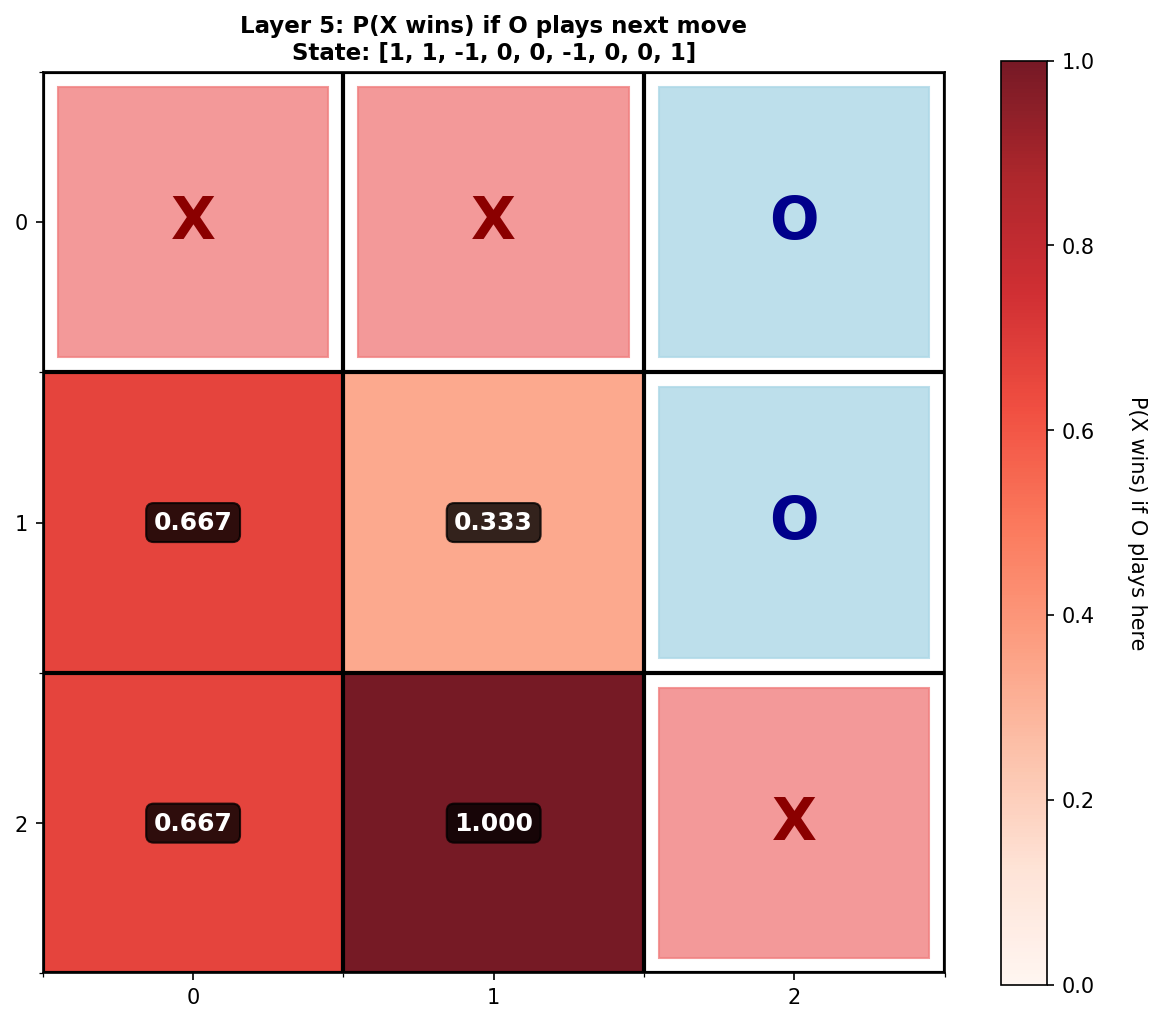 Layer 5: P(X wins) if O plays next move
State: [1, 1, -1, 0, 0, -1, 0, 0, 1]
X X O
0.667 0.333 O
0.667 1.000 X
0
1
2
0 1 2
1.0
0.8
0.6
0.4
0.2
0.0
P(X wins) if O plays here